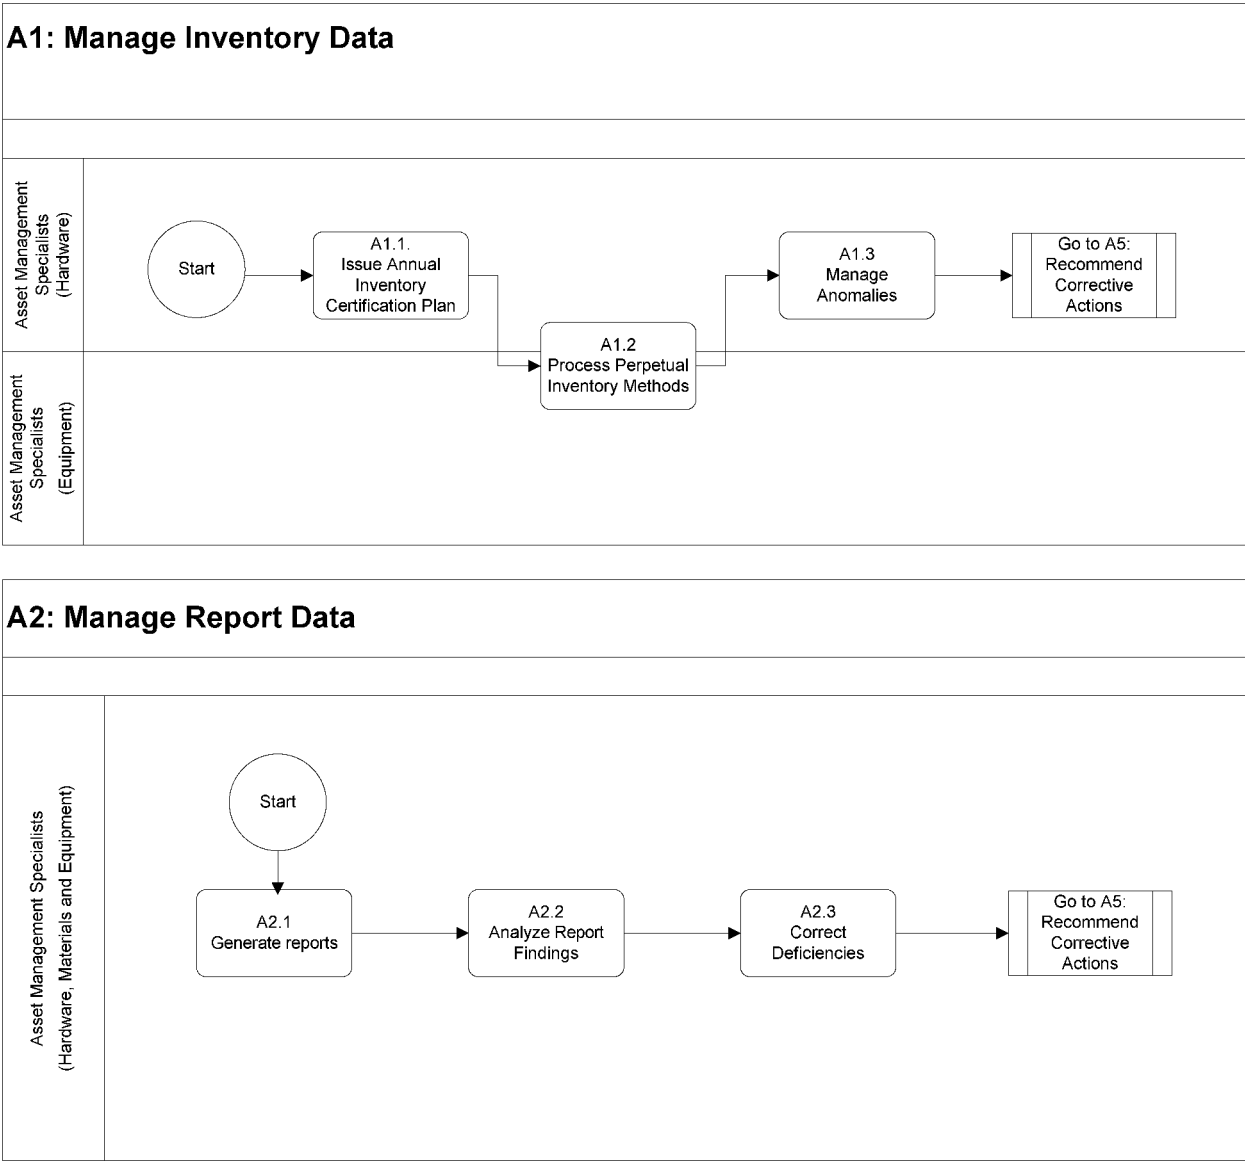 A1: Manage Inventory Data
Asset Management
Specialists
(Hardware)
Start
A1.1.
Issue Annual
Inventory
Certification Plan
A1.2
Process Perpetual
Inventory Methods
A1.3
Manage
Anomalies
Go to A5:
Recommend
Corrective
Actions
Asset Management
Specialists
(Equipment)
A2: Manage Report Data
Asset Management Specialists
(Hardware, Materials and Equipment)
Start
A2.1
Generate reports
A2.2
Analyze Report
Findings
A2.3
Correct
Deficiencies
Go to A5:
Recommend
Corrective
Actions